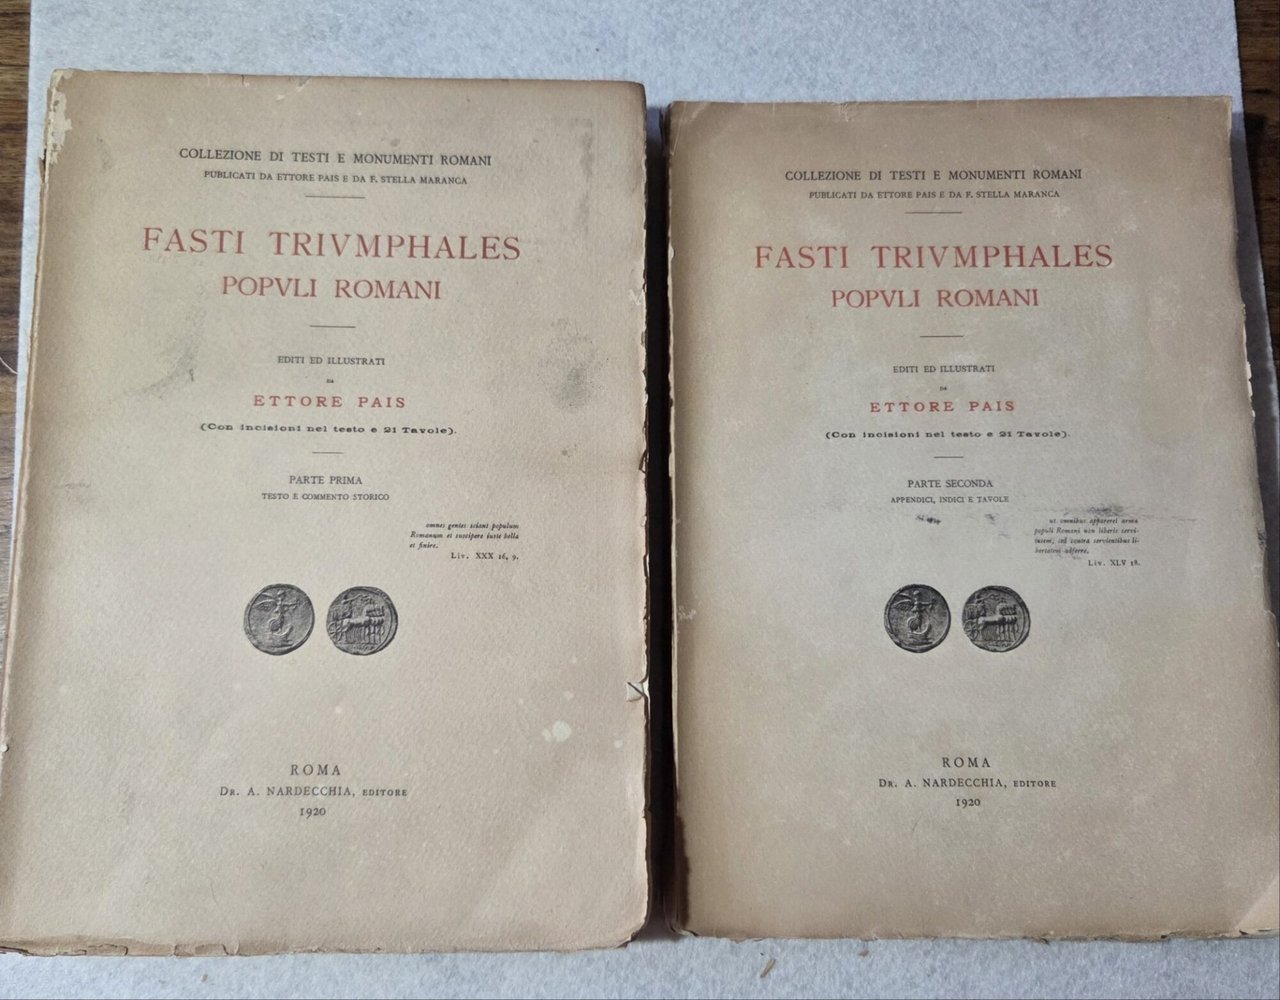 COLLEZIONE DI TESTI E MONUMENTI ROMANI
PUBLICATI DA ETTORE PAIS E DA F. STELLA MARANCA
FASTI TRIVMPHALES
POPVLI ROMANI
EDITI ED ILLUSTRATI
DA
ETTORE PAIS
(Con incisioni nel testo e 21 Tavole).
PARTE PRIMA
TESTO E COMMENTO STORICO
omnes gentes sciant populum
Romanum et suscipere iuste bella
et finire.
Liv. XXX 16, 9.
ROMA
Dr. A. NARDECCHIA, EDITORE
1920
COLLEZIONE DI TESTI E MONUMENTI ROMANI
PUBLICATI DA ETTORE PAIS E DA F. STELLA MARANCA
FASTI TRIVMPHALES
POPVLI ROMANI
EDITI ED ILLUSTRATI
DA
ETTORE PAIS
(Con incisioni nel testo e 21 Tavole).
PARTE SECONDA
APPENDICI, INDICI E TAVOLE
ut omnibus appareret arma
populi Romani non liberis servi-
tutem, sed contra servientibus li-
bertatem adferre.
Liv. XLV 18.
ROMA
Dr. A. NARDECCHIA, EDITORE
1920